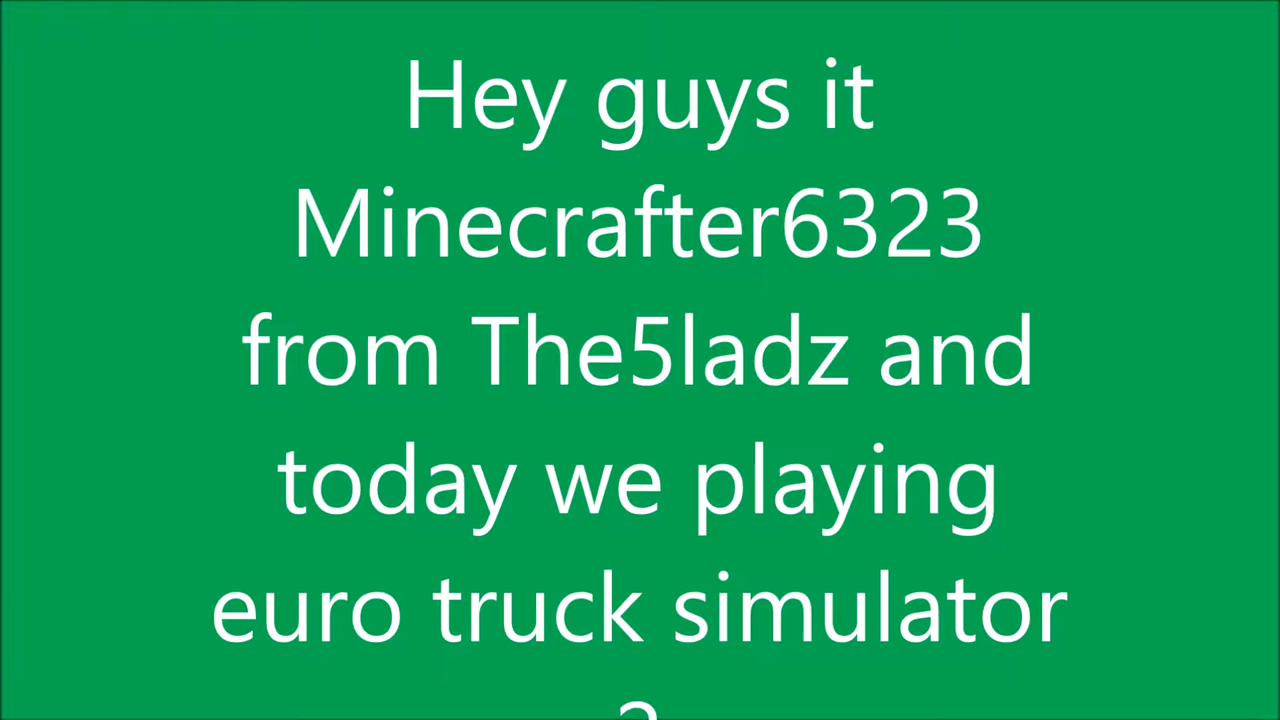 Hey guys it
Minecrafter6323
from The5ladz and
today we playing
euro truck simulator